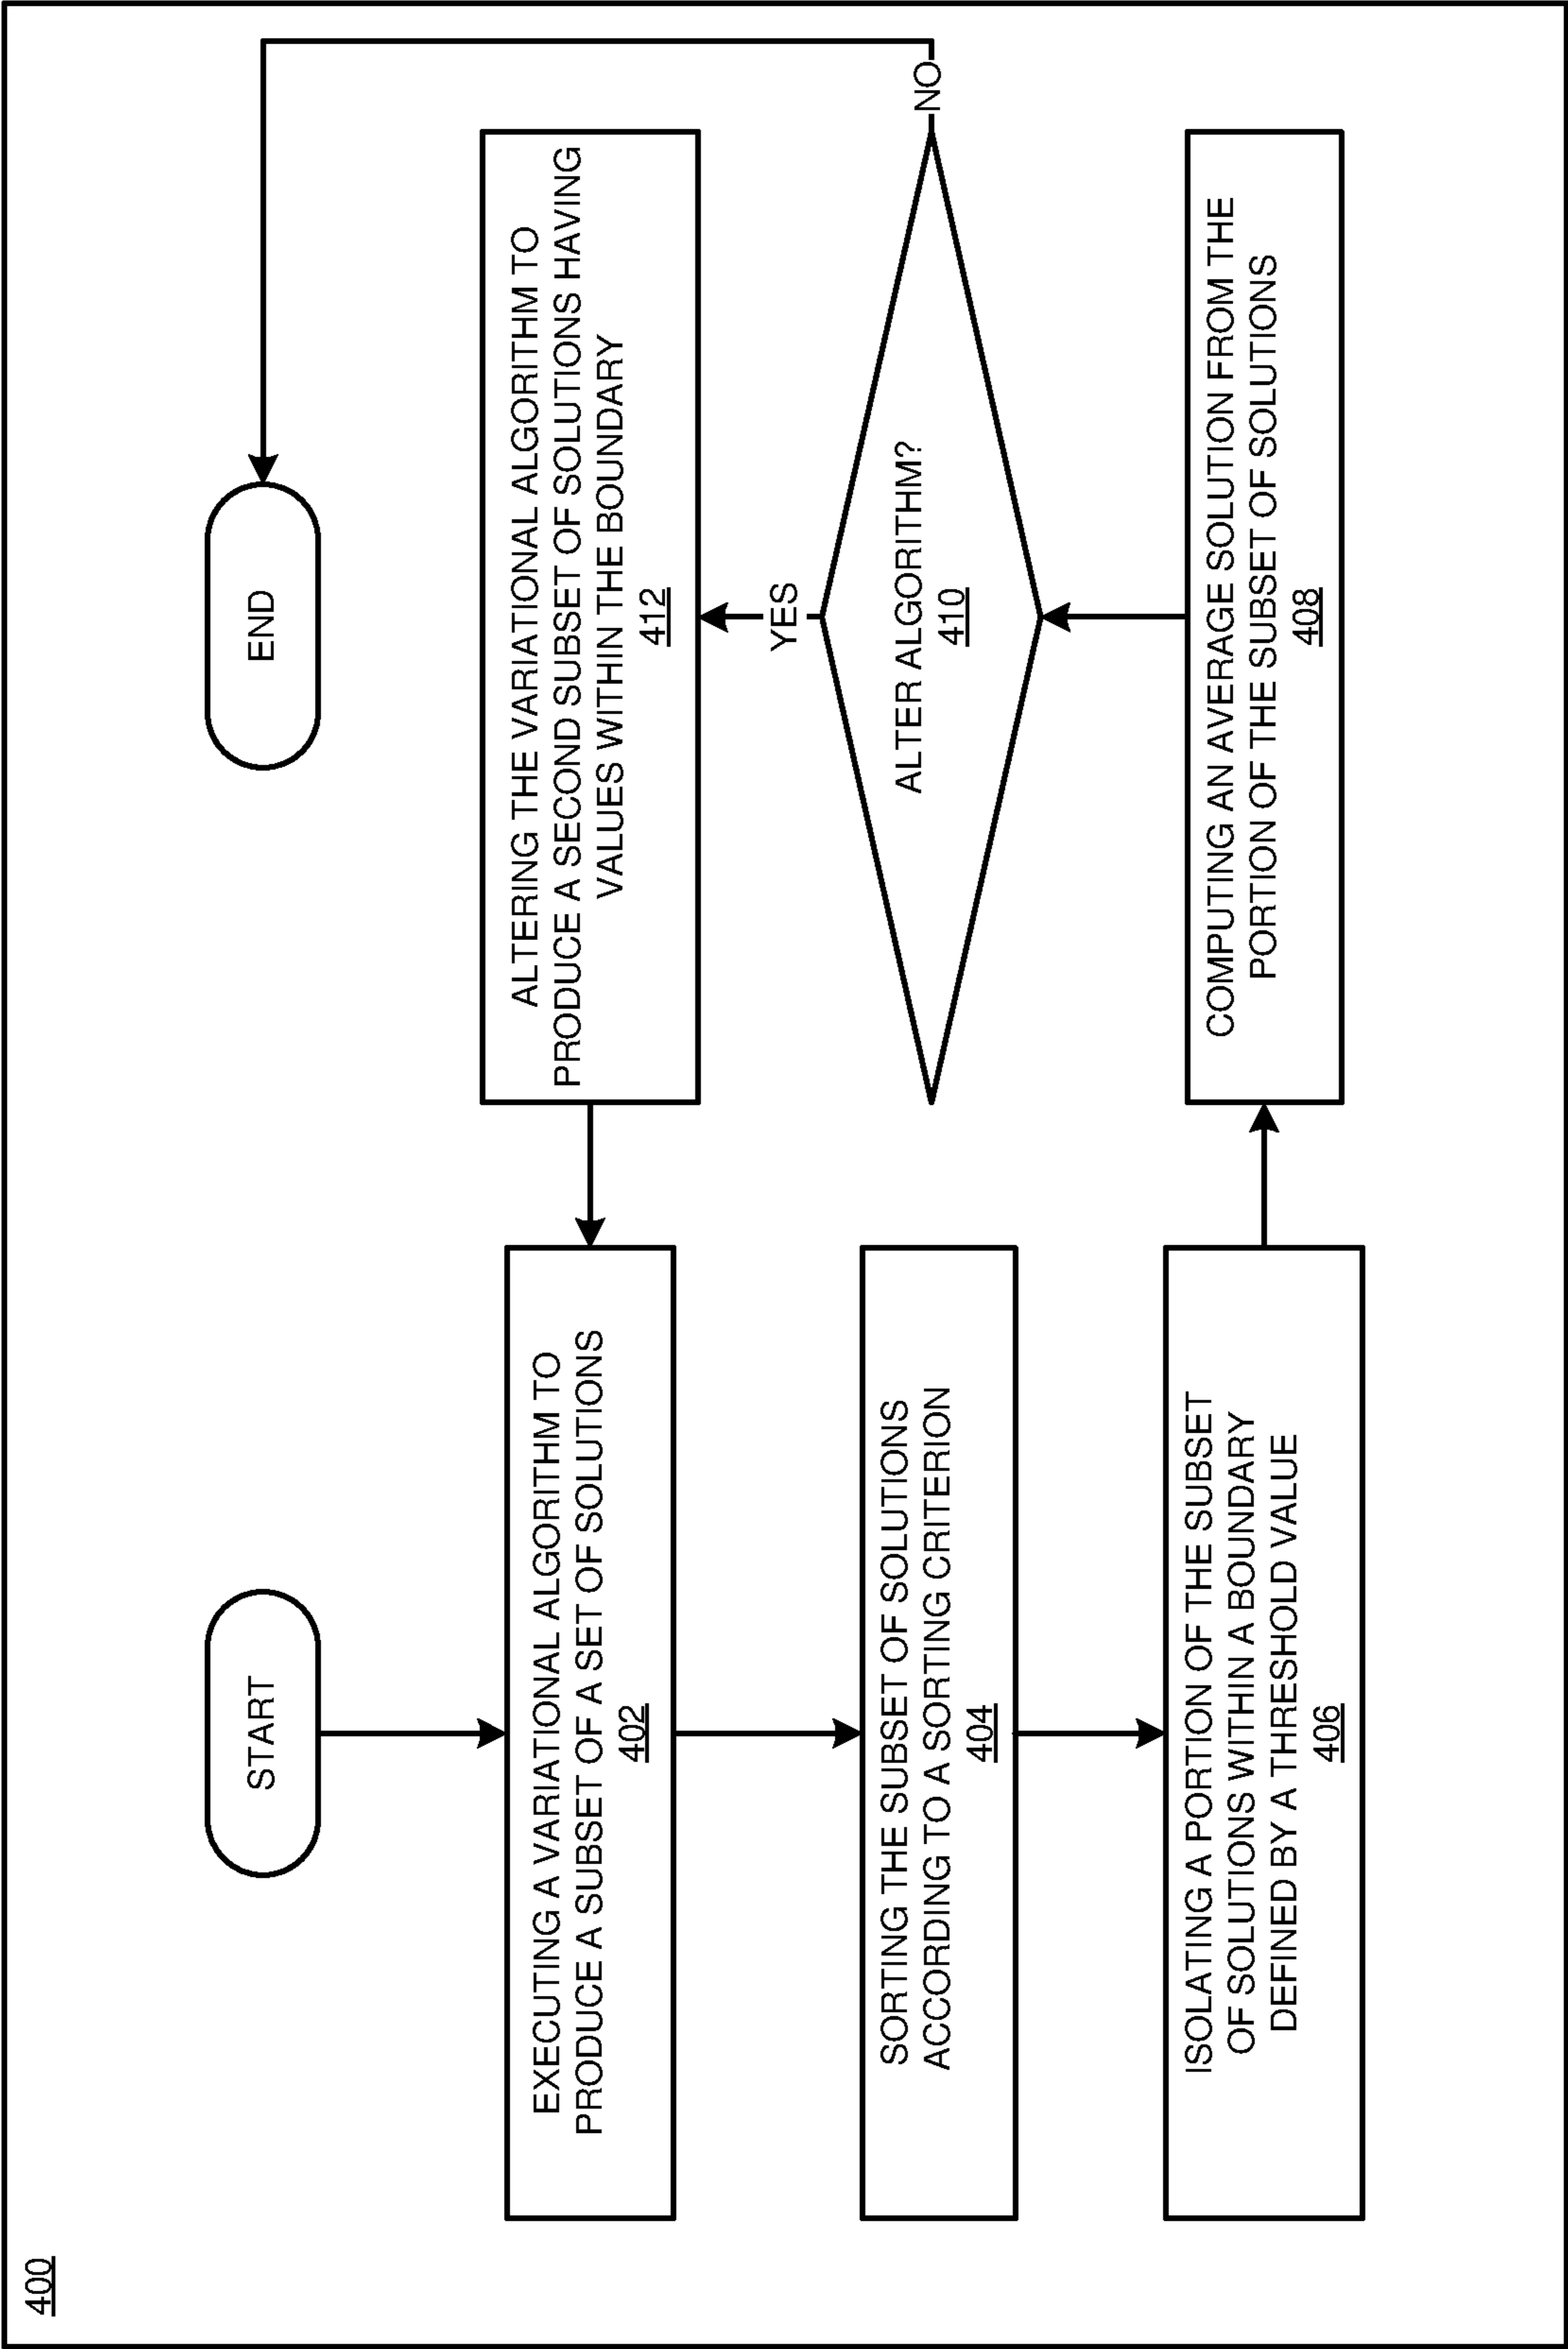 400
START
EXECUTING A VARIATIONAL ALGORITHM TO
PRODUCE A SUBSET OF A SET OF SOLUTIONS
402
SORTING THE SUBSET OF SOLUTIONS
ACCORDING TO A SORTING CRITERION
404
ISOLATING A PORTION OF THE SUBSET
OF SOLUTIONS WITHIN A BOUNDARY
DEFINED BY A THRESHOLD VALUE
406
COMPUTING AN AVERAGE SOLUTION FROM THE
PORTION OF THE SUBSET OF SOLUTIONS
408
ALTER ALGORITHM?
410
YES
NO
ALTERING THE VARIATIONAL ALGORITHM TO
PRODUCE A SECOND SUBSET OF SOLUTIONS HAVING
VALUES WITHIN THE BOUNDARY
412
END